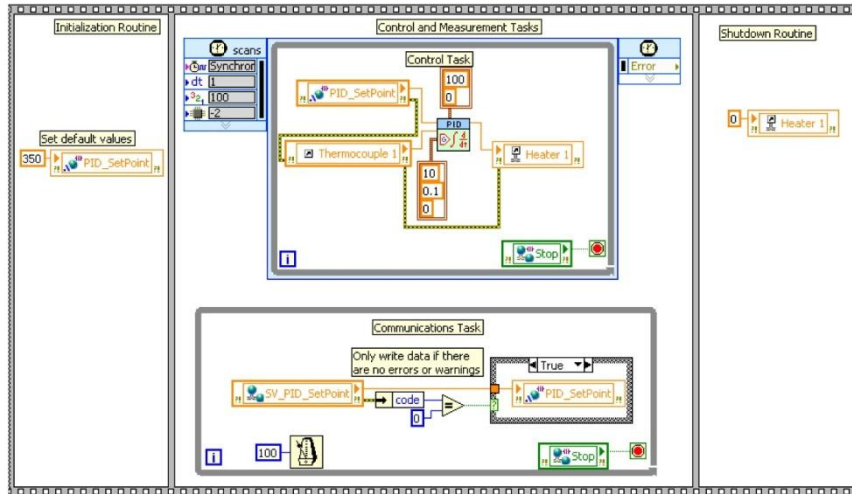 Initialization Routine
Set default values
350
PID_SetPoint
Control and Measurement Tasks
scans
Synchror
dt
1
100
-2
Control Task
PID_SetPoint
100
0
PID
Thermocouple 1
10
0.1
0
Heater 1
i
Stop
Error
Communications Task
Only write data if there
are no errors or warnings
True
SV_PID_SetPoint
code
0
=
?
PID_SetPoint
i
100
Stop
Shutdown Routine
0
Heater 1